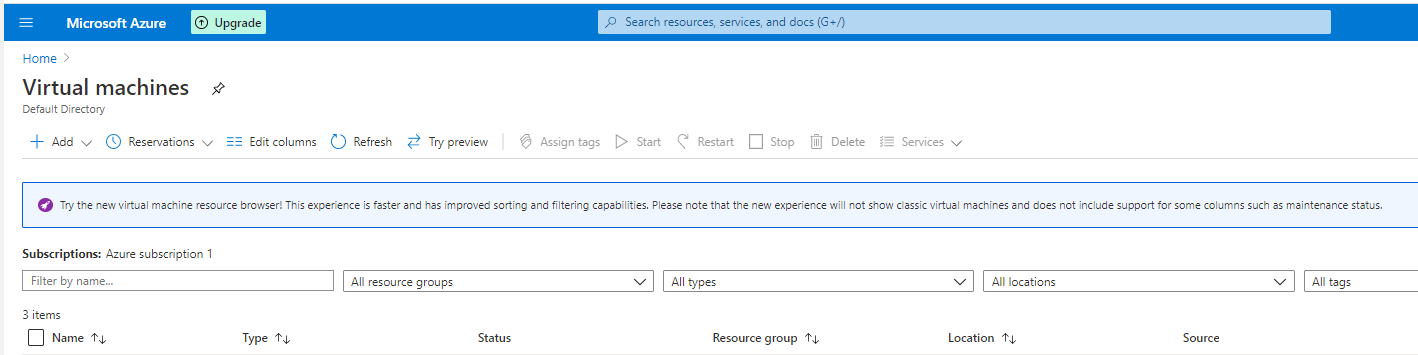 Microsoft Azure Upgrade Search resources, services, and docs (G+/)
Home
Virtual machines
Default Directory
Add Reservations Edit columns Refresh Try preview Assign tags Start Restart Stop Delete Services
Try the new virtual machine resource browser! This experience is faster and has improved sorting and filtering capabilities. Please note that the new experience will not show classic virtual machines and does not include support for some columns such as maintenance status.
Subscriptions: Azure subscription 1
Filter by name... All resource groups All types All locations All tags
3 items
Name Type Status Resource group Location Source